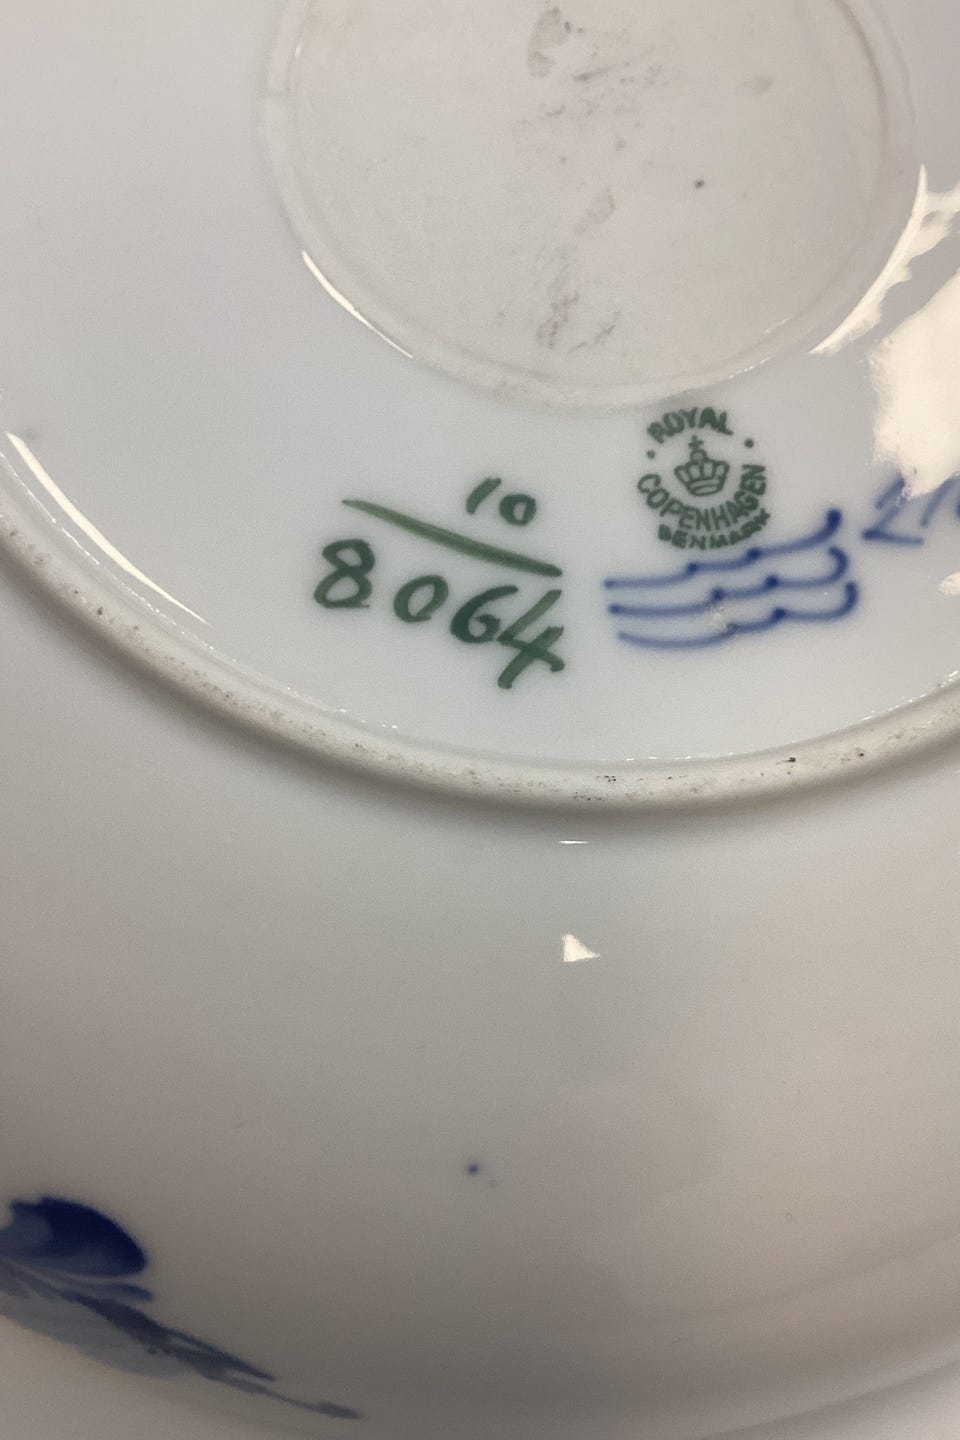 ROYAL
COPENHAGEN
DENMARK
10
8064